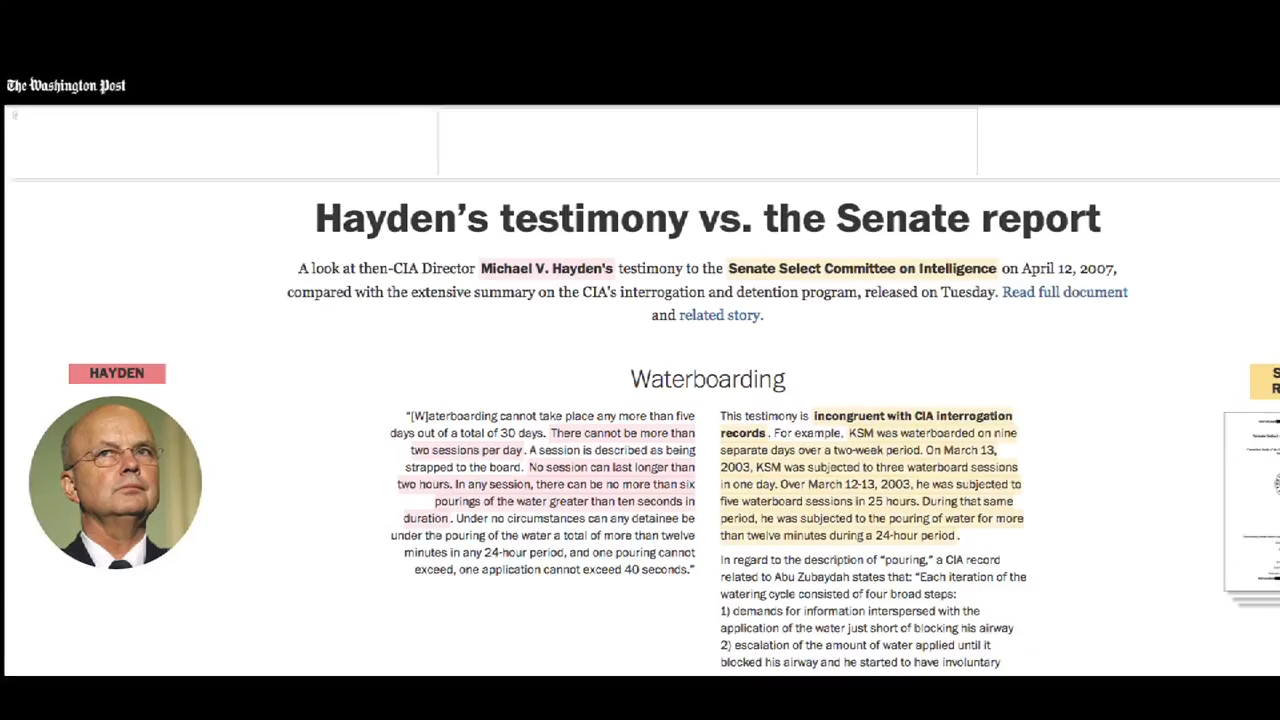 The Washington Post
Hayden's testimony vs. the Senate report
A look at then-CIA Director Michael V. Hayden's testimony to the Senate Select Committee on Intelligence on April 12, 2007,
compared with the extensive summary on the CIA's interrogation and detention program, released on Tuesday. Read full document
and related story.
HAYDEN
Waterboarding
“[W]aterboarding cannot take place any more than five
days out of a total of 30 days. There cannot be more than
two sessions per day. A session is described as being
strapped to the board. No session can last longer than
two hours. In any session, there can be no more than six
pourings of the water greater than ten seconds in
duration. Under no circumstances can any detainee be
under the pouring of the water a total of more than twelve
minutes in any 24-hour period, and one pouring cannot
exceed, one application cannot exceed 40 seconds.”
This testimony is incongruent with CIA interrogation
records. For example, KSM was waterboarded on nine
separate days over a two-week period. On March 13,
2003, KSM was subjected to three waterboard sessions
in one day. Over March 12-13, 2003, he was subjected to
five waterboard sessions in 25 hours. During that same
period, he was subjected to the pouring of water for more
than twelve minutes during a 24-hour period.
In regard to the description of “pouring,” a CIA record
related to Abu Zubaydah states that: “Each iteration of the
watering cycle consisted of four broad steps:
1) demands for information interspersed with the
application of the water just short of blocking his airway
2) escalation of the amount of water applied until it
blocked his airway and he started to have involuntary
S
R